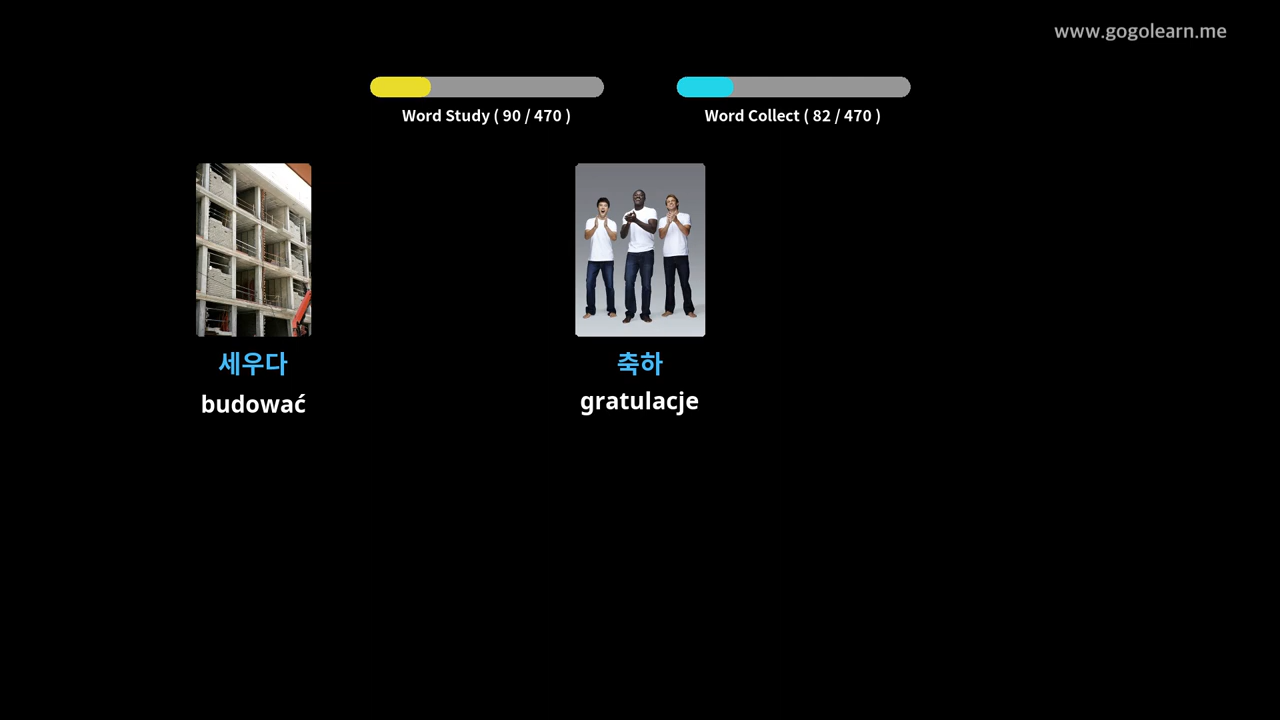 www.gogolearn.me
Word Study ( 90 / 470 )
Word Collect ( 82 / 470 )
세우다
budować
축하
gratulacje